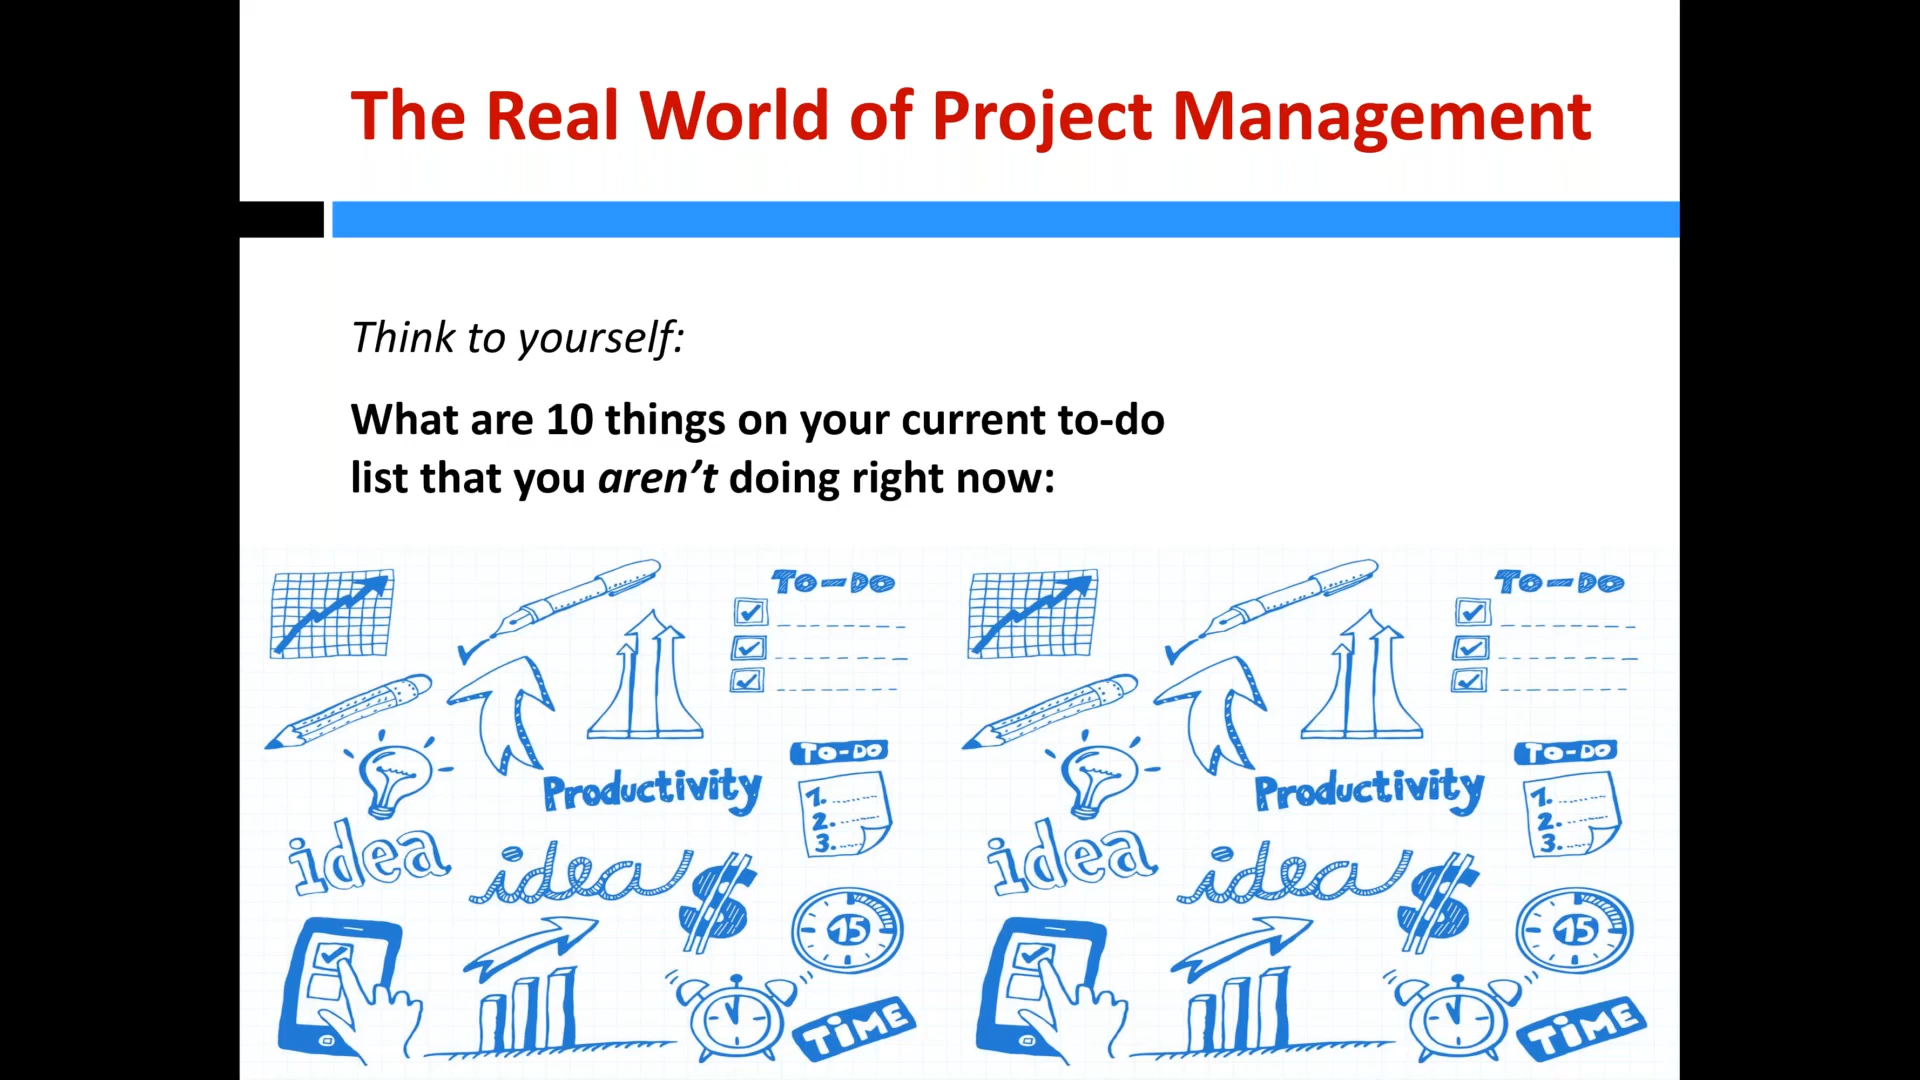 The Real World of Project Management
Think to yourself:
What are 10 things on your current to-do
list that you aren't doing right now:
TO-DO
TO-DO
1.
2.
3.
Productivity
idea
idea
$
15
TIME
TO-DO
TO-DO
1.
2.
3.
Productivity
idea
idea
$
15
TIME